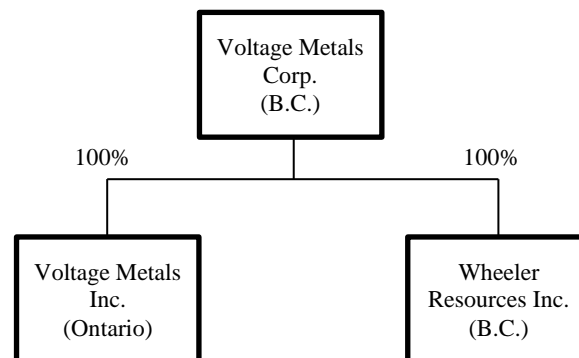 Voltage Metals
Corp.
(B.C.)
100%
100%
Voltage Metals
Inc.
(Ontario)
Wheeler
Resources Inc.
(B.C.)